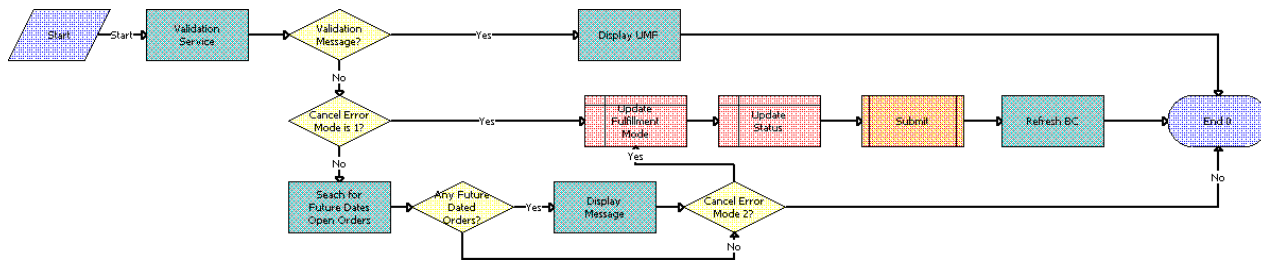 Start
Start
Validation
Service
Validation
Message?
Yes
Display UMF
No
Cancel Error
Mode is 1?
Yes
Update
Fulfillment
Mode
Update
Status
Submit
Refresh BC
End 0
No
Yes
No
Seach for
Future Dates
Open Orders
Any Future
Dated
Orders?
Yes
Display
Message
Cancel Error
Mode 2?
No